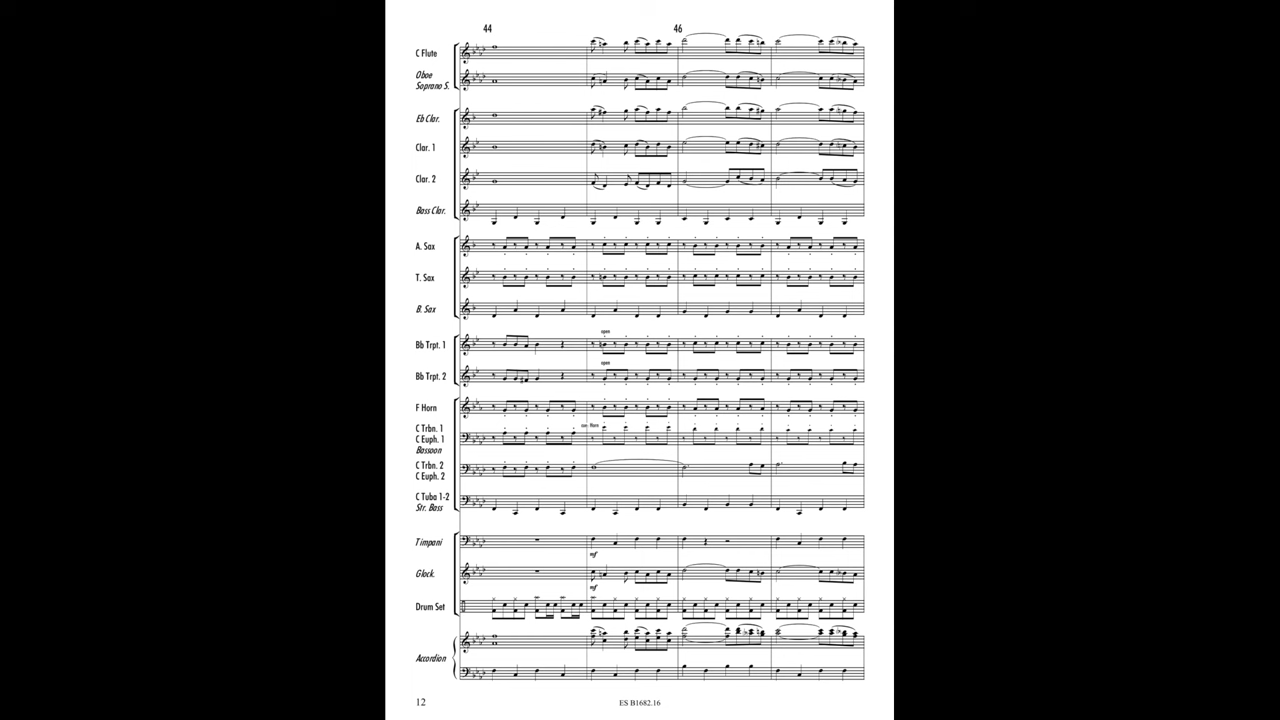 44 46
C Flute
Oboe
Soprano S.
Eb Clar.
Clar. 1
Clar. 2
Bass Clar.
A. Sax
T. Sax
B. Sax
open
Bb Trpt. 1
open
Bb Trpt. 2
F Horn
C Trbn. 1
C Euph. 1
Bassoon
C Trbn. 2
C Euph. 2
C Tuba 1-2
Str. Bass
Timpani
mf
Glock.
mf
Drum Set
Accordion
12 ES B1682.16